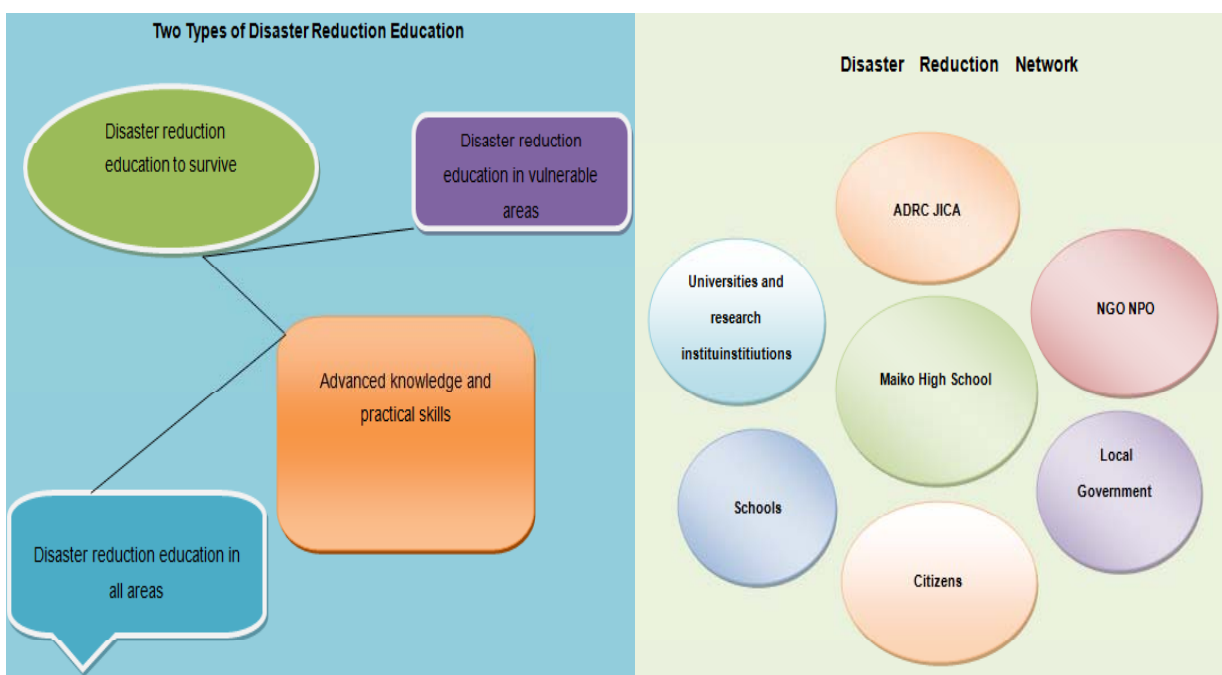 Two Types of Disaster Reduction Education
Disaster reduction
education to survive
Disaster reduction
education in vulnerable
areas
Advanced knowledge and
practical skills
Disaster reduction education in
all areas
Disaster Reduction Network
ADRC JICA
Universities and
research
instituinstitiutions
NGO NPO
Maiko High School
Local
Government
Schools
Citizens